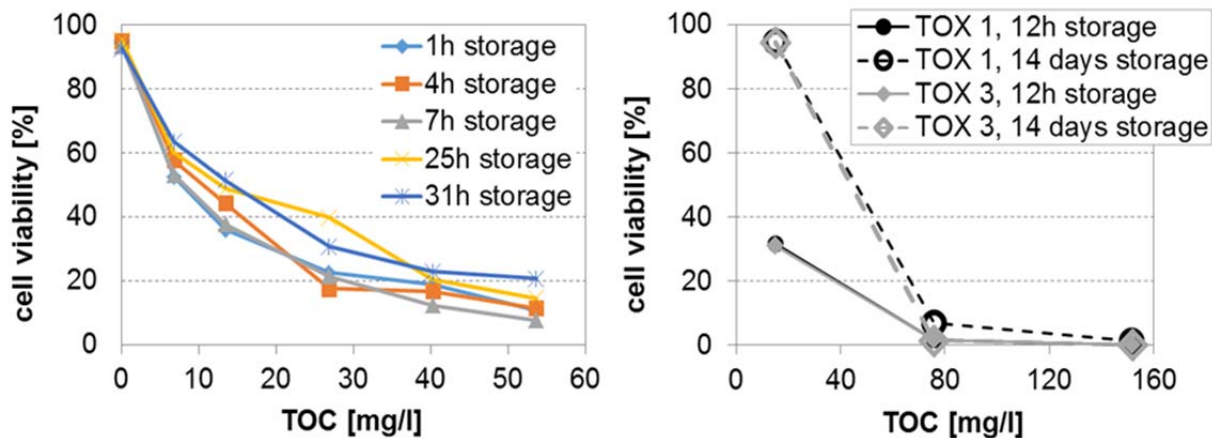 100
80
60
40
20
0
cell viability [%]
1h storage
4h storage
7h storage
25h storage
31h storage
0 10 20 30 40 50 60
TOC [mg/l]
100
80
60
40
20
0
cell viability [%]
TOX 1, 12h storage
TOX 1, 14 days storage
TOX 3, 12h storage
TOX 3, 14 days storage
0 40 80 120 160
TOC [mg/l]